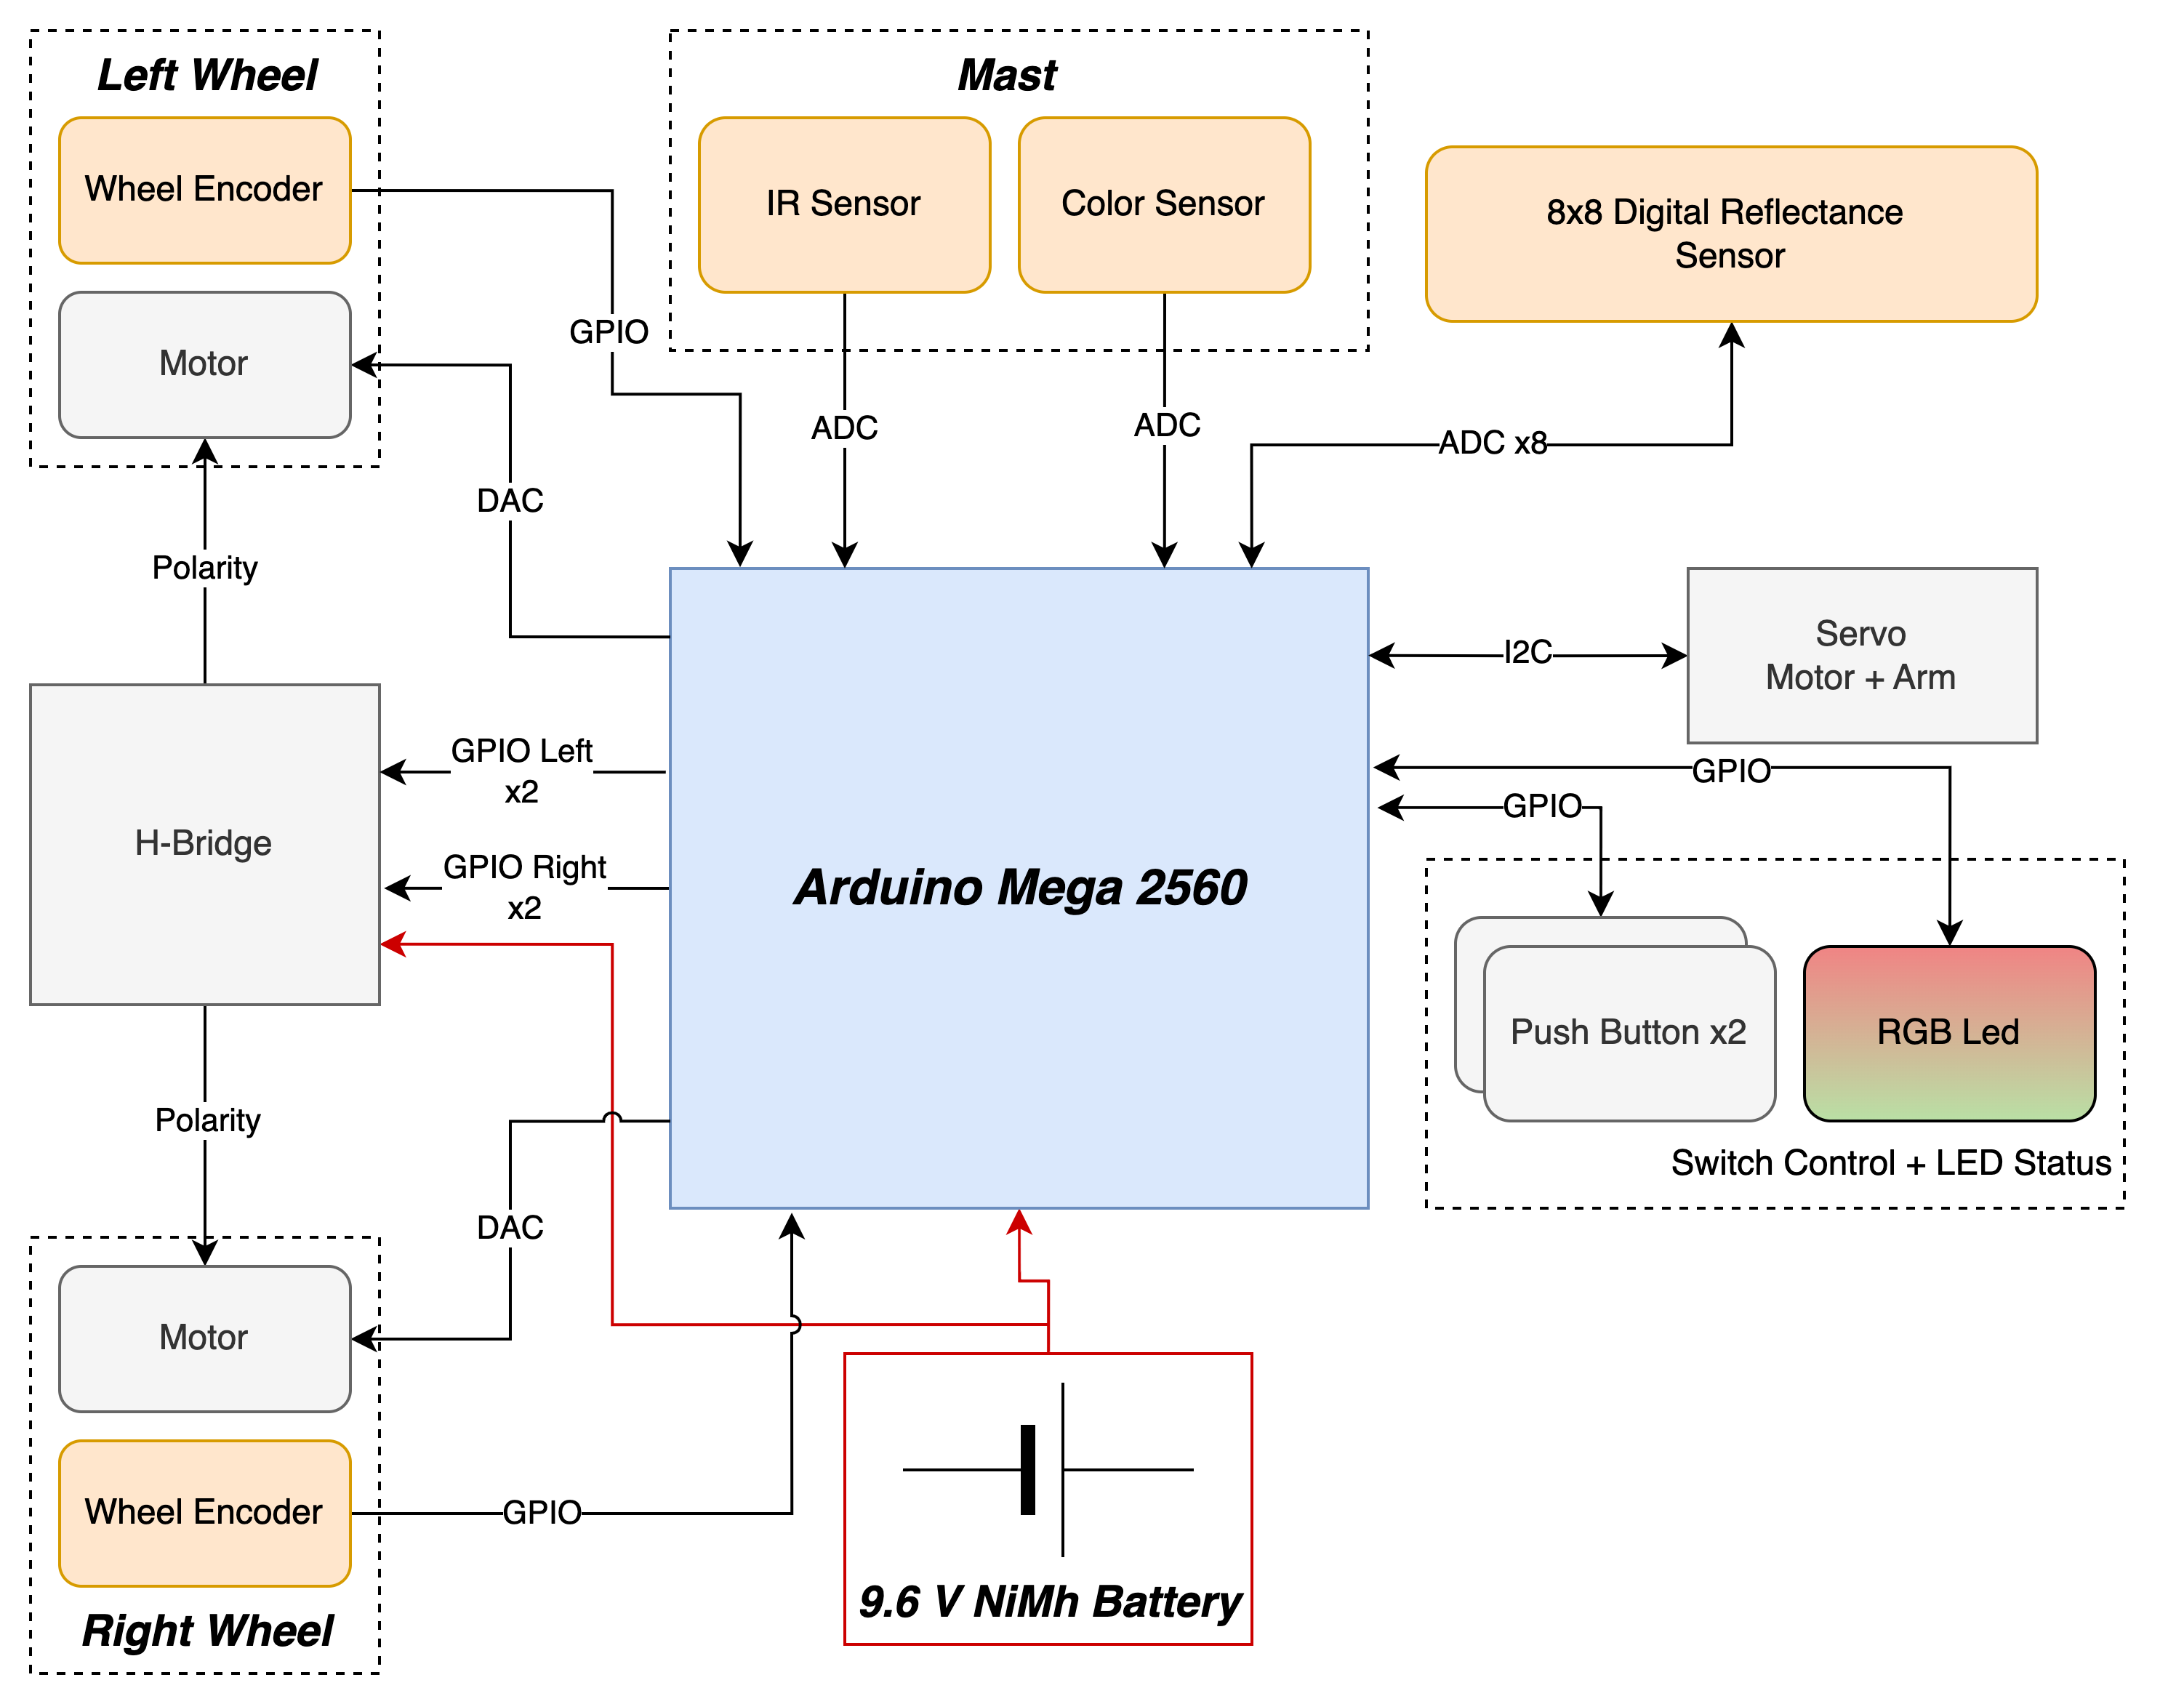 Left Wheel
Wheel Encoder
Motor
Mast
IR Sensor
Color Sensor
8x8 Digital Reflectance
Sensor
GPIO
ADC
ADC
ADC x8
DAC
Polarity
I2C
Servo
Motor + Arm
GPIO Left
x2
GPIO
GPIO
H-Bridge
GPIO Right
x2
Arduino Mega 2560
Push Button x2
RGB Led
Switch Control + LED Status
Polarity
DAC
Motor
Wheel Encoder
GPIO
Right Wheel
9.6 V NiMh Battery